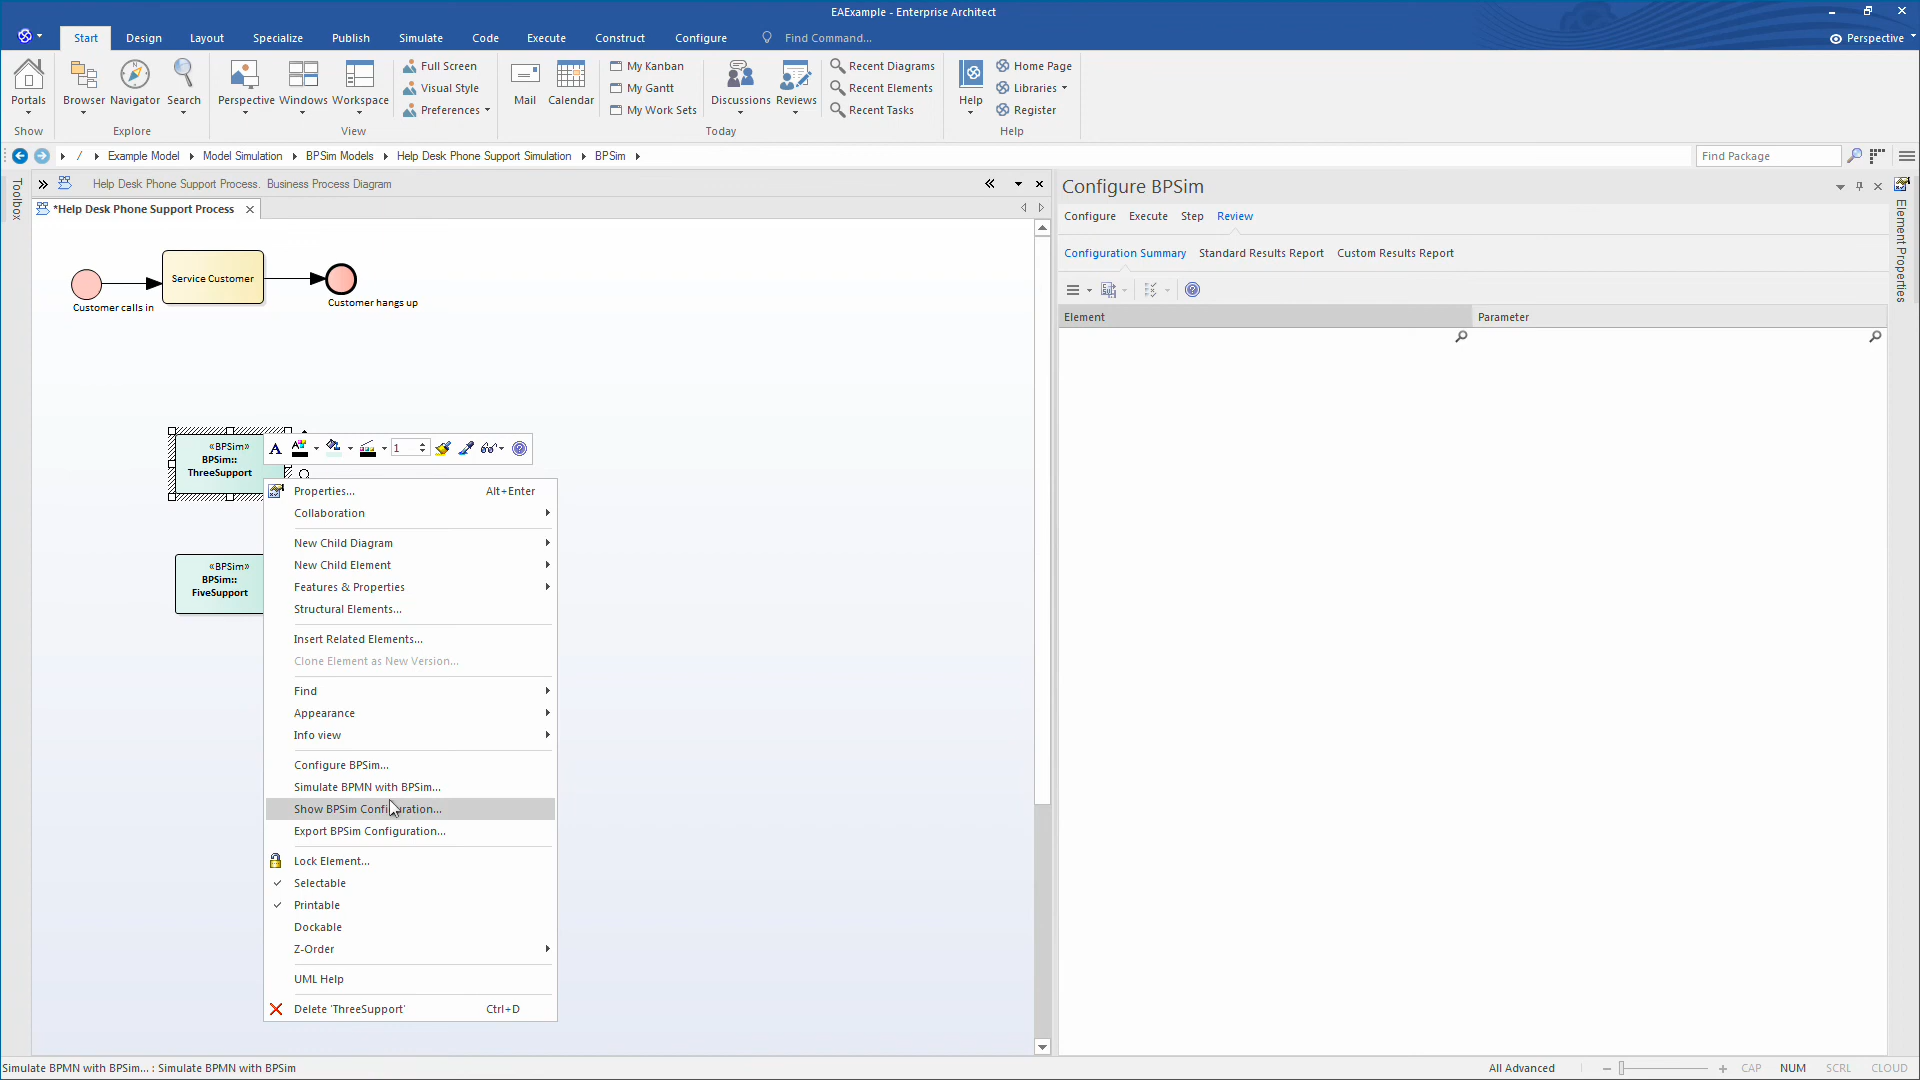 EAExample - Enterprise Architect
Start Design Layout Specialize Publish Simulate Code Execute Construct Configure Find Command... Perspective
Portals
Show
Browser Navigator Search
Explore
Perspective Windows Workspace
Full Screen
Visual Style
Preferences
View
Mail Calendar
My Kanban
My Gantt
My Work Sets
Discussions Reviews
Recent Diagrams
Recent Elements
Recent Tasks
Today
Help
Home Page
Libraries
Register
Help
/ Example Model Model Simulation BPSim Models Help Desk Phone Support Simulation BPSim Find Package
Toolbox
Help Desk Phone Support Process. Business Process Diagram
*Help Desk Phone Support Process
Service Customer
Customer calls in
Customer hangs up
«BPSim»
BPSim::
ThreeSupport
1
«BPSim»
BPSim::
FiveSupport
Properties... Alt+Enter
Collaboration
New Child Diagram
New Child Element
Features & Properties
Structural Elements...
Insert Related Elements...
Clone Element as New Version...
Find
Appearance
Info view
Configure BPSim...
Simulate BPMN with BPSim...
Show BPSim Configuration...
Export BPSim Configuration...
Lock Element...
Selectable
Printable
Dockable
Z-Order
UML Help
Delete 'ThreeSupport' Ctrl+D
Configure BPSim
Configure Execute Step Review
Configuration Summary Standard Results Report Custom Results Report
Element Parameter
Element Properties
Simulate BPMN with BPSim... : Simulate BPMN with BPSim
All Advanced CAP NUM SCRL CLOUD